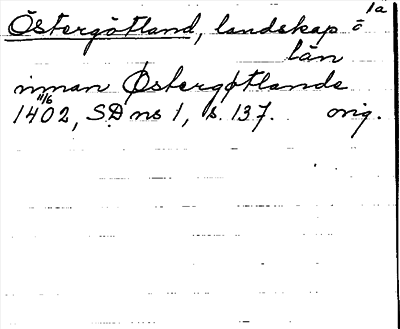 1a
Östergötland, landskap o
län
innan Østergøtlande
11/6
1402, SD ns 1, s. 137. orig.